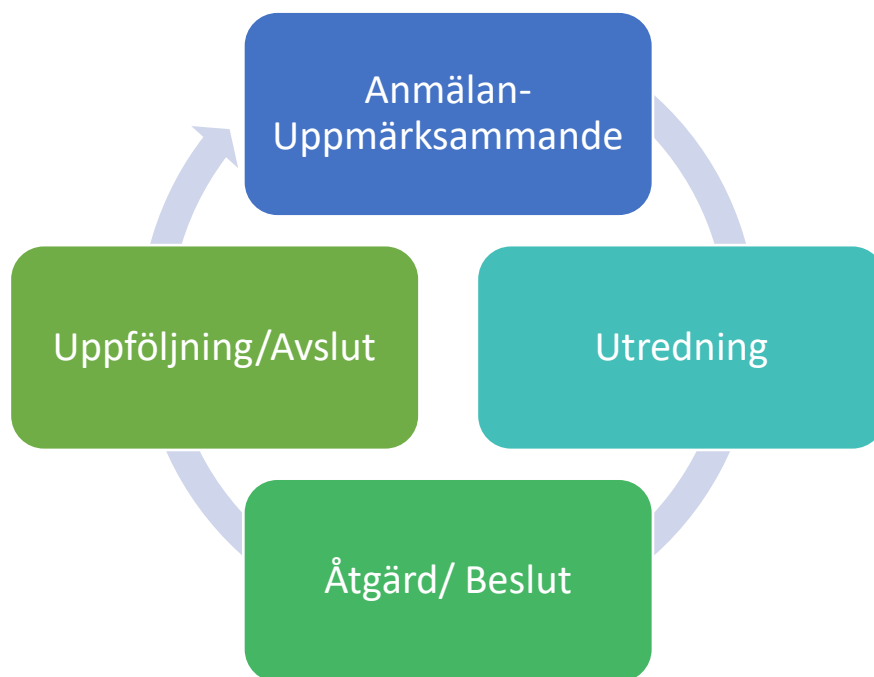 Anmälan-
Uppmärksammande
Utredning
Åtgärd/ Beslut
Uppföljning/Avslut